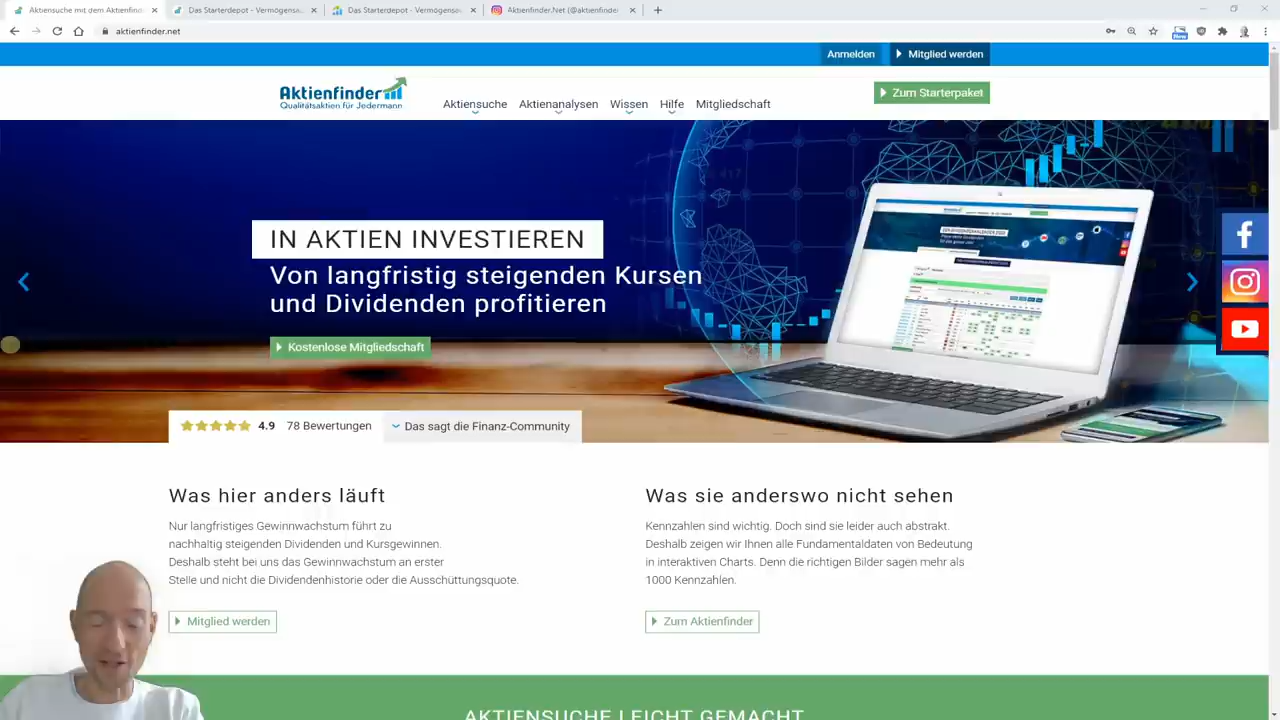 Aktiensuche mit dem Aktienfin
Das Starterdepot - Vermögensa
Das Starterdepot - Vermögensa
Aktienfinder.Net (@aktienfinder
aktienfinder.net
Anmelden
Mitglied werden
Aktienfinder
Qualitätsaktien für Jedermann
Aktiensuche Aktienanalysen Wissen Hilfe Mitgliedschaft
Zum Starterpaket
IN AKTIEN INVESTIEREN
Von langfristig steigenden Kursen
und Dividenden profitieren
Kostenlose Mitgliedschaft
4.9 78 Bewertungen
Das sagt die Finanz-Community
Was hier anders läuft
Nur langfristiges Gewinnwachstum führt zu
nachhaltig steigenden Dividenden und Kursgewinnen.
Deshalb steht bei uns das Gewinnwachstum an erster
Stelle und nicht die Dividendenhistorie oder die Ausschüttungsquote.
Mitglied werden
Was sie anderswo nicht sehen
Kennzahlen sind wichtig. Doch sind sie leider auch abstrakt.
Deshalb zeigen wir Ihnen alle Fundamentaldaten von Bedeutung
in interaktiven Charts. Denn die richtigen Bilder sagen mehr als
1000 Kennzahlen.
Zum Aktienfinder
AKTIENSUCHE LEICHT GEMACHT